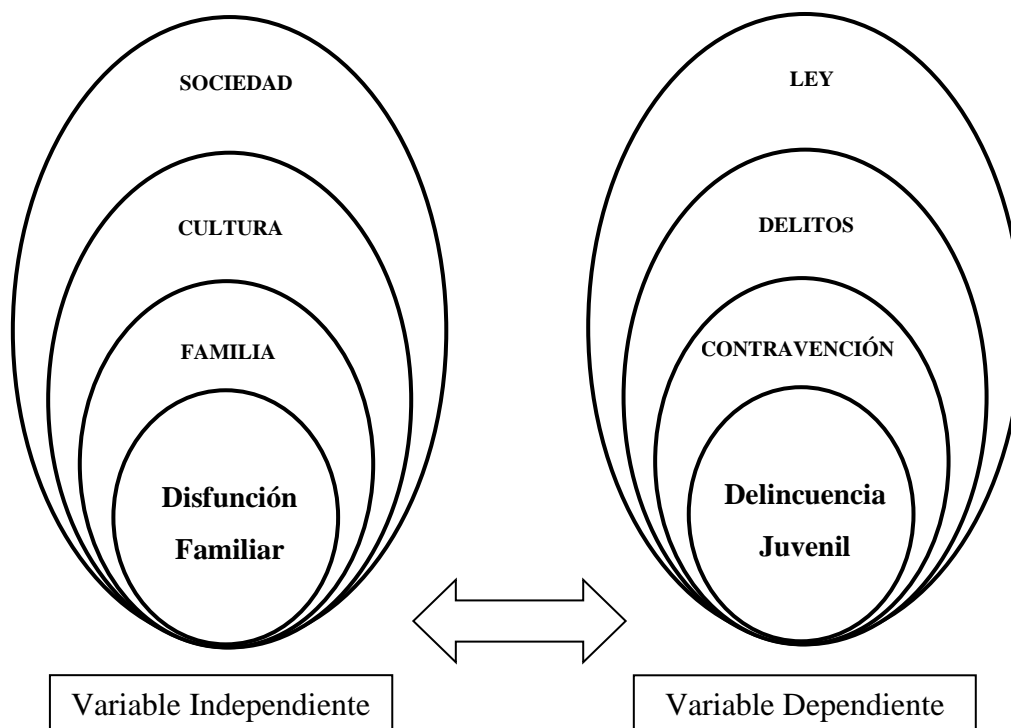 SOCIEDAD
CULTURA
FAMILIA
Disfunción
Familiar
Variable Independiente
LEY
DELITOS
CONTRAVENCIÓN
Delincuencia
Juvenil
Variable Dependiente